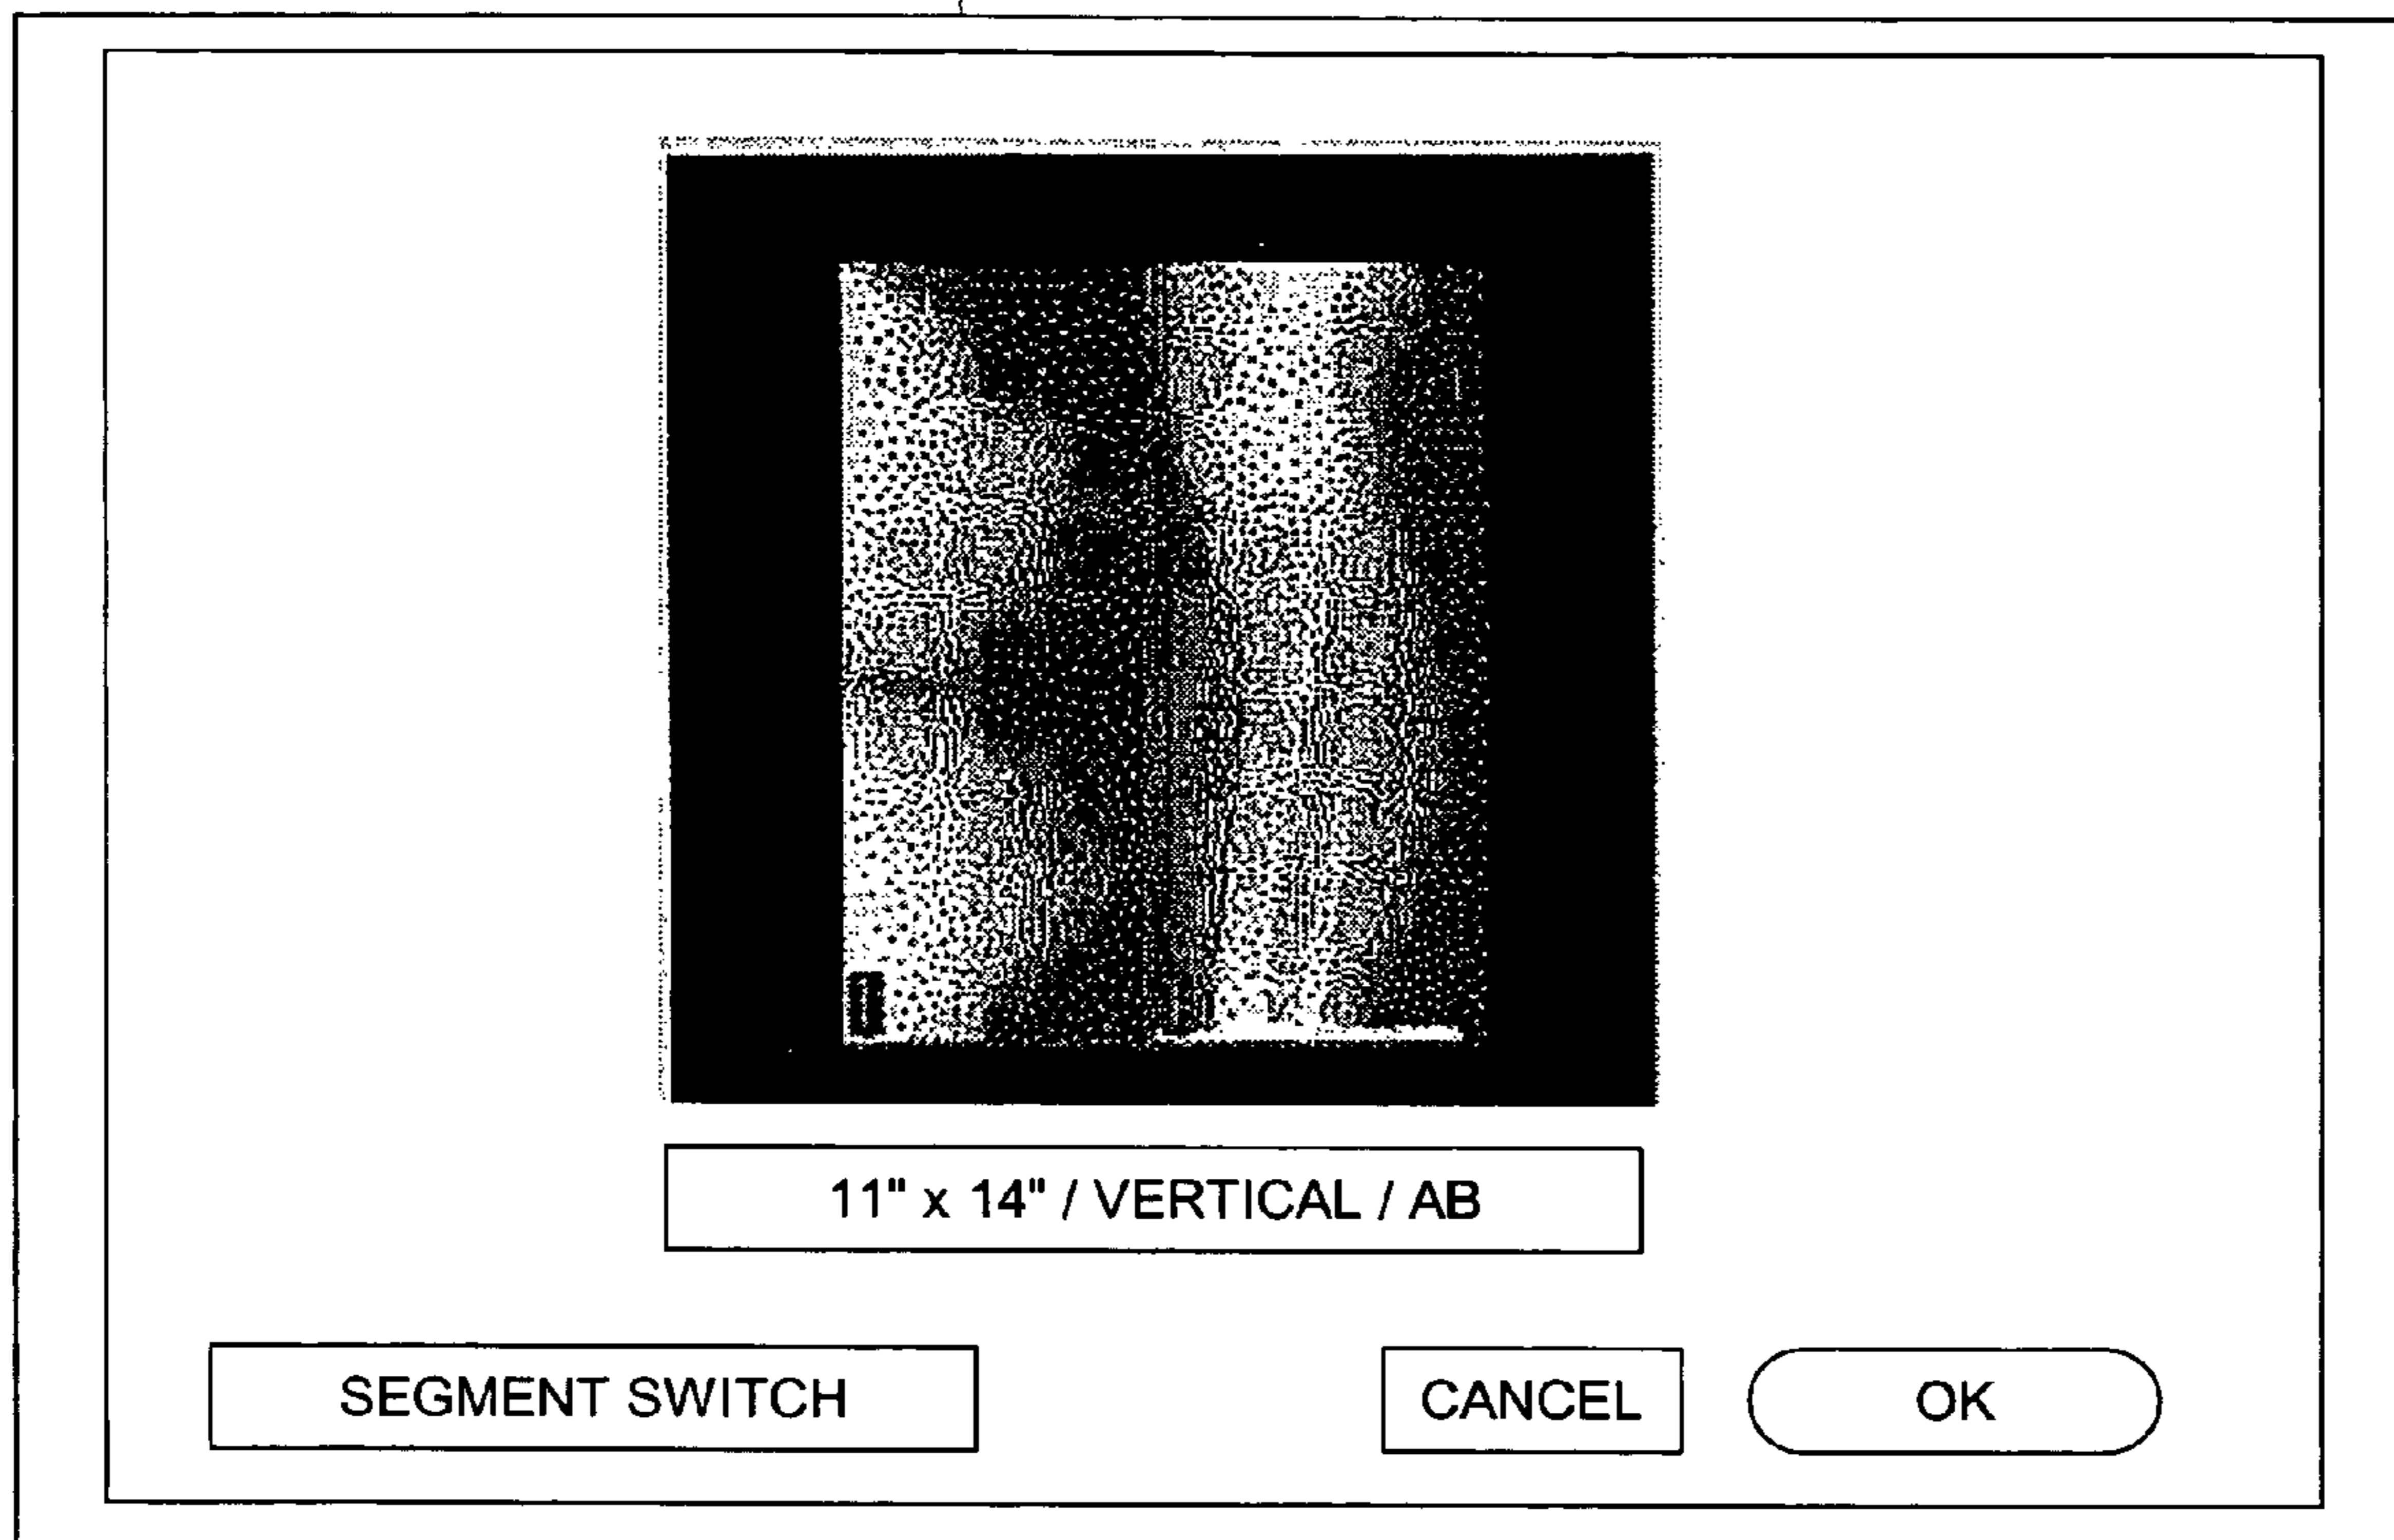 11" x 14" / VERTICAL / AB
SEGMENT SWITCH
CANCEL
OK